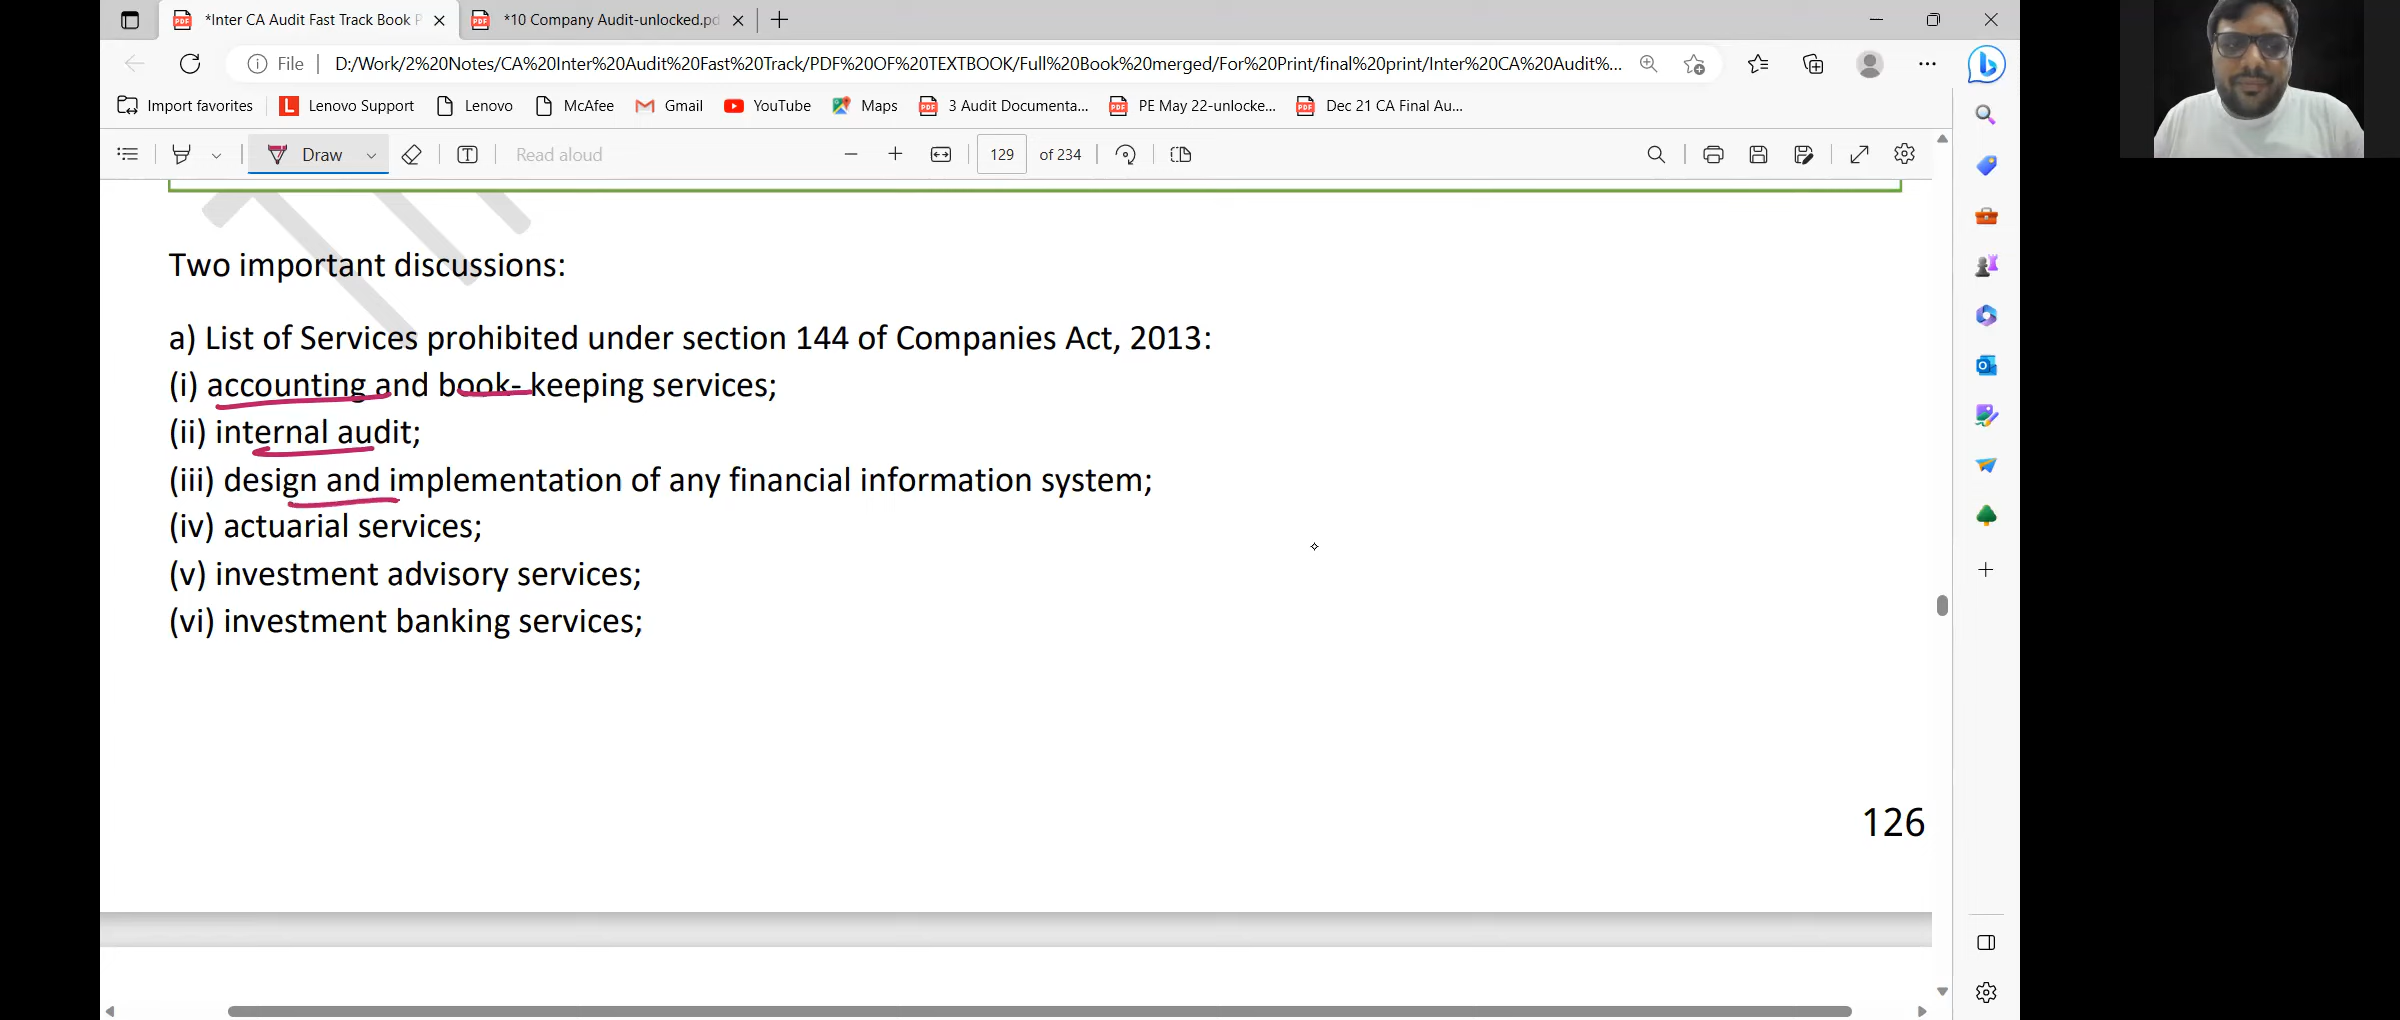 *Inter CA Audit Fast Track Book P
*10 Company Audit-unlocked.pd
File
D:/Work/2%20Notes/CA%20Inter%20Audit%20Fast%20Track/PDF%20OF%20TEXTBOOK/Full%20Book%20merged/For%20Print/final%20print/Inter%20CA%20Audit%...
Import favorites
L Lenovo Support
Lenovo
McAfee
Gmail
YouTube
Maps
3 Audit Documenta...
PE May 22-unlocke...
Dec 21 CA Final Au...
Draw
Read aloud
129
of 234
Two important discussions:
a) List of Services prohibited under section 144 of Companies Act, 2013:
(i) accounting and book- keeping services;
(ii) internal audit;
(iii) design and implementation of any financial information system;
(iv) actuarial services;
(v) investment advisory services;
(vi) investment banking services;
126